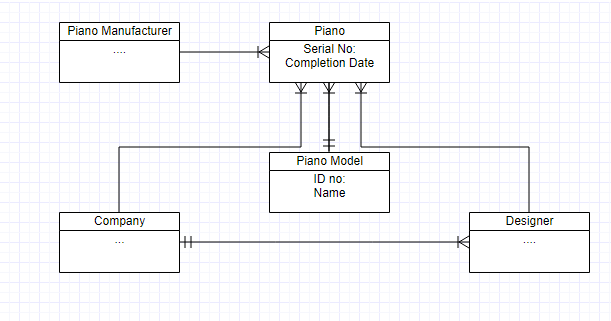 Piano Manufacturer
....
Piano
Serial No:
Completion Date
Piano Model
ID no:
Name
Company
...
Designer
....